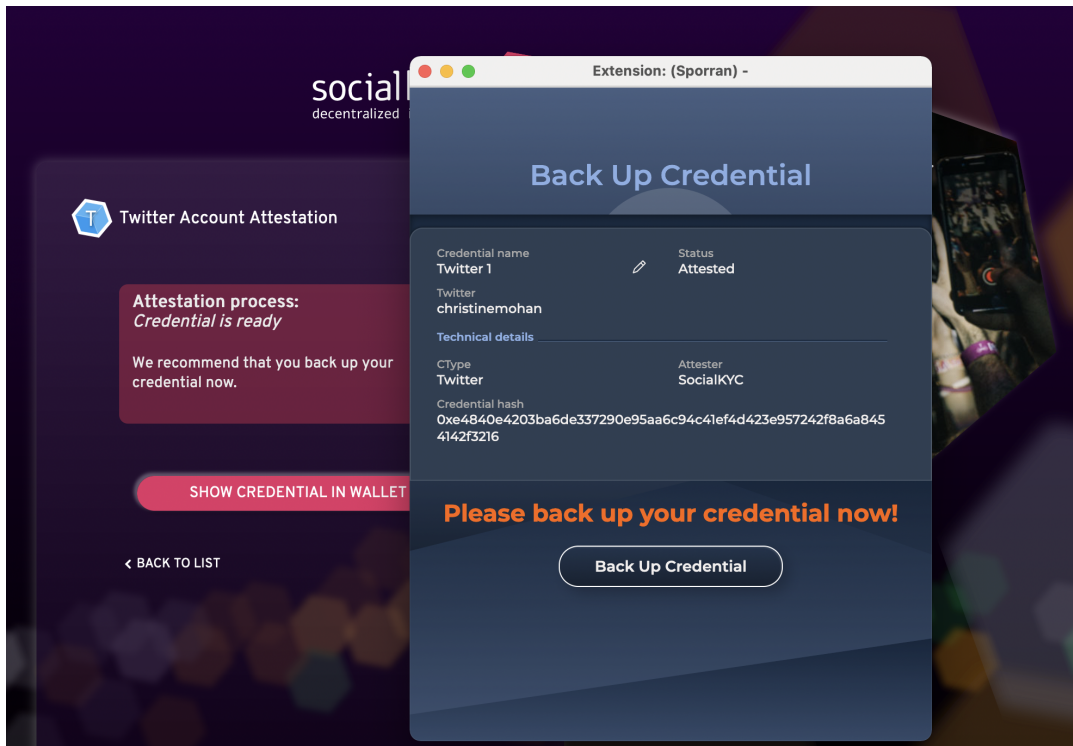 social
decentralized
T
Twitter Account Attestation
Attestation process:
Credential is ready
We recommend that you back up your
credential now.
SHOW CREDENTIAL IN WALLET
BACK TO LIST
Extension: (Sporran) -
Back Up Credential
Credential name
Twitter 1
Status
Attested
Twitter
christinemohan
Technical details
CType
Twitter
Attester
SocialKYC
Credential hash
0xe4840e4203ba6de337290e95aa6c94c41ef4d423e957242f8a6a845
4142f3216
Please back up your credential now!
Back Up Credential